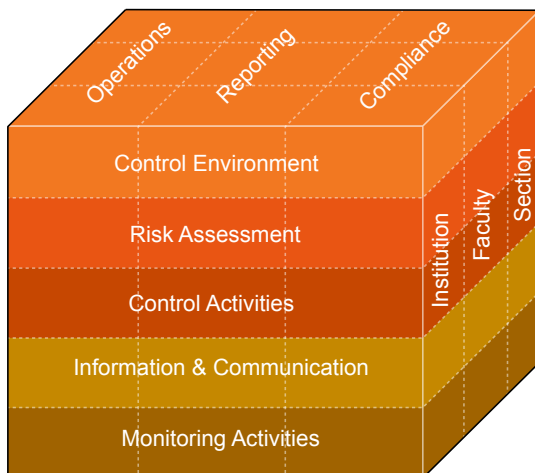 Operations
Reporting
Compliance
Control Environment
Risk Assessment
Control Activities
Information & Communication
Monitoring Activities
Institution
Faculty
Section